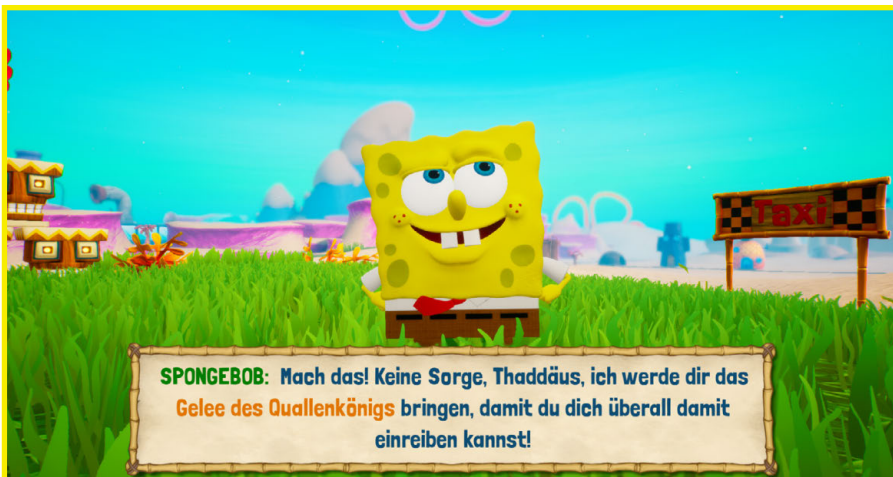 Taxi
SPONGEBOB: Mach das! Keine Sorge, Thaddäus, ich werde dir das
Gelee des Quallenkönigs bringen, damit du dich überall damit
einreiben kannst!